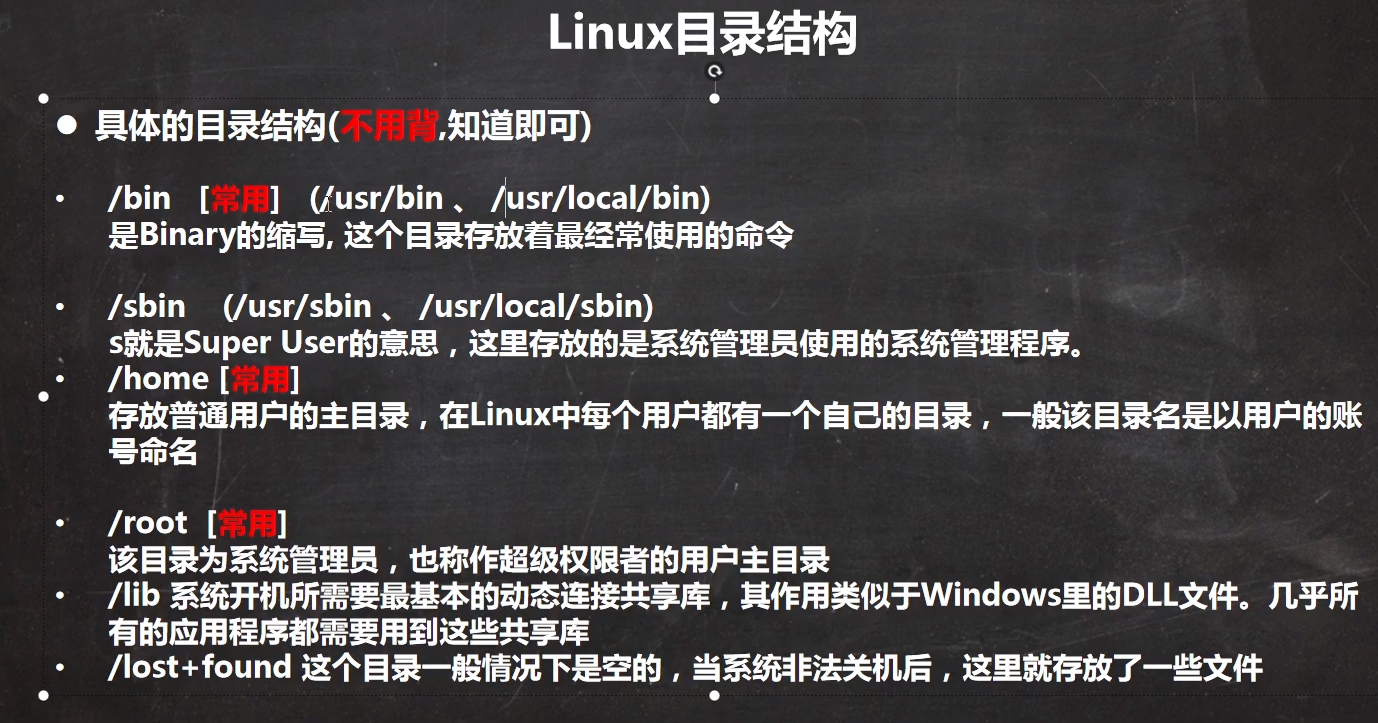 Linux目录结构
● 具体的目录结构(不用背,知道即可)
• /bin [常用] (/usr/bin 、 /usr/local/bin)
是Binary的缩写, 这个目录存放着最经常使用的命令
• /sbin (/usr/sbin 、 /usr/local/sbin)
s就是Super User的意思，这里存放的是系统管理员使用的系统管理程序。
• /home [常用]
存放普通用户的主目录，在Linux中每个用户都有一个自己的目录，一般该目录名是以用户的账
号命名
• /root [常用]
该目录为系统管理员，也称作超级权限者的用户主目录
• /lib 系统开机所需要最基本的动态连接共享库，其作用类似于Windows里的DLL文件。几乎所
有的应用程序都需要用到这些共享库
• /lost+found 这个目录一般情况下是空的，当系统非法关机后，这里就存放了一些文件